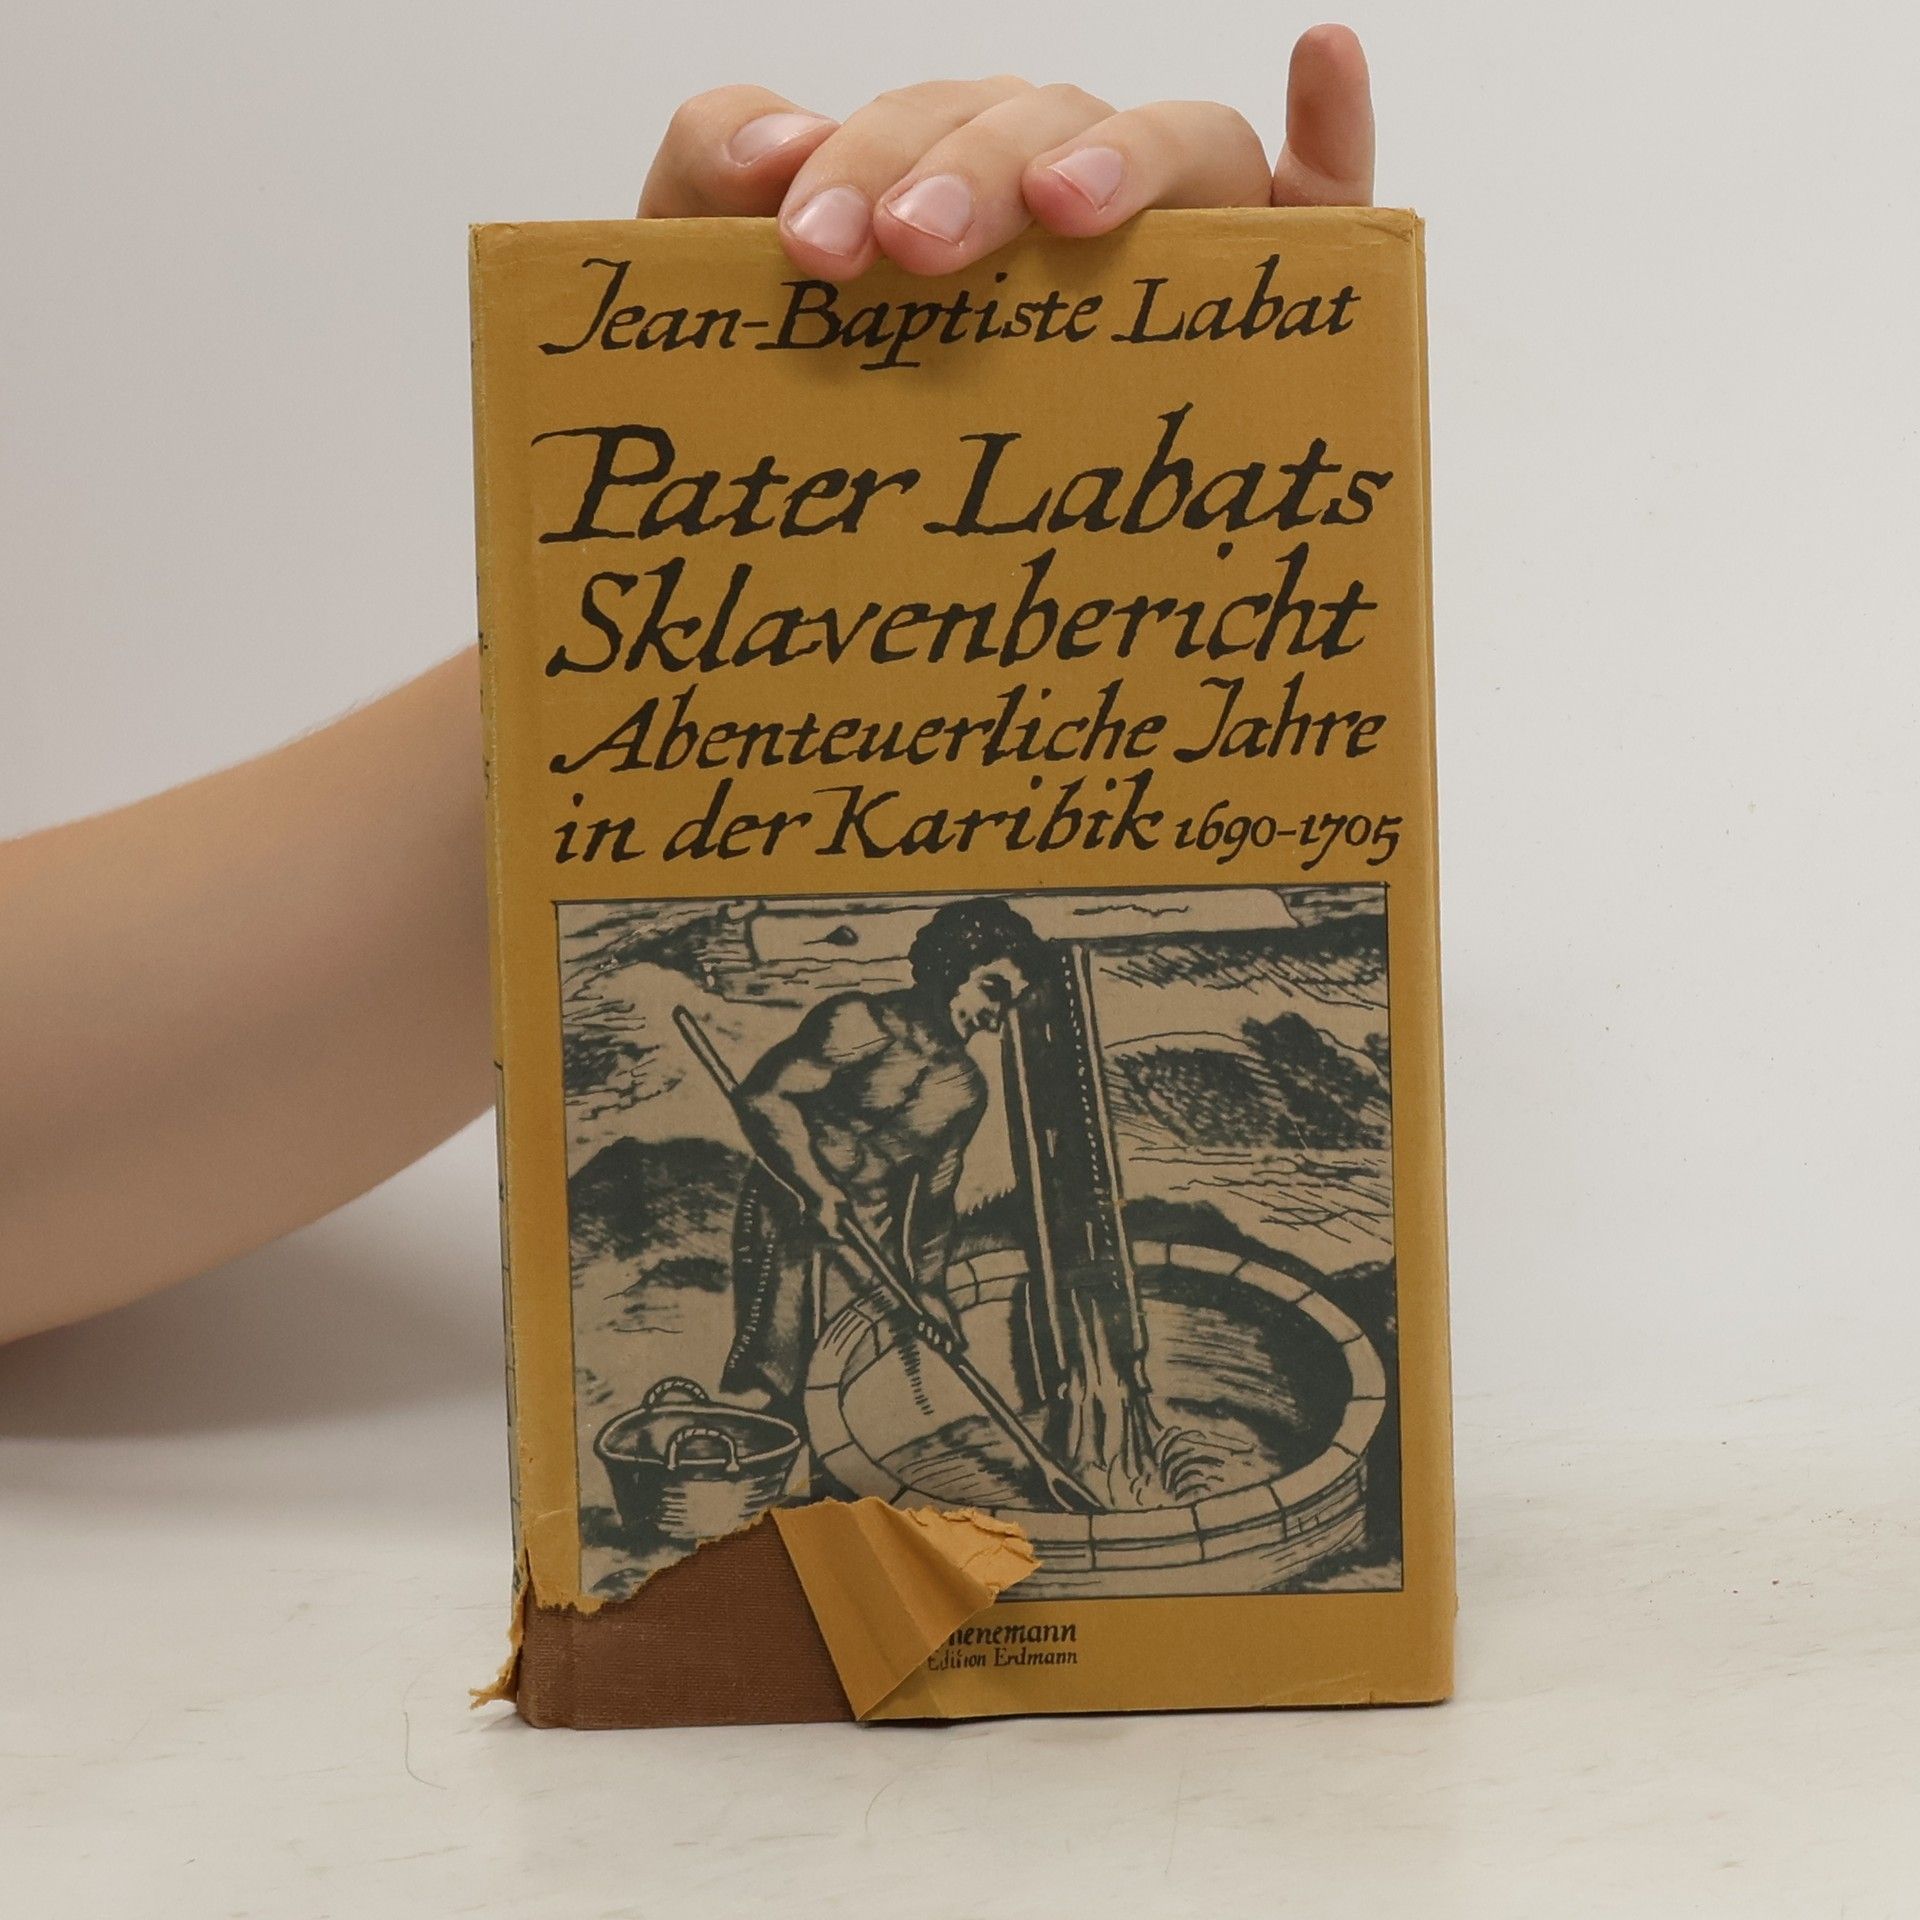 Jean-Baptiste Labat
Pater Labats
Sklavenbericht
Abenteuerliche Jahre
in der Karibik 1690-1705
Edition Erdmann